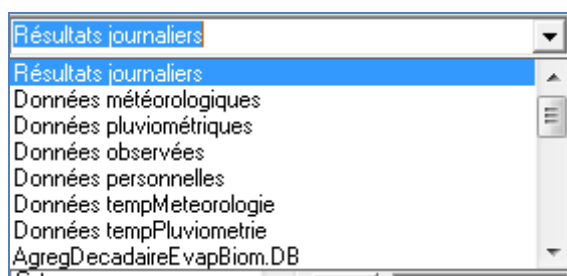 Résultats journaliers
Résultats journaliers
Données météorologiques
Données pluviométriques
Données observées
Données personnelles
Données tempMeteorologie
Données tempPluviometrie
AgregDecadaireEvapBiom.DB